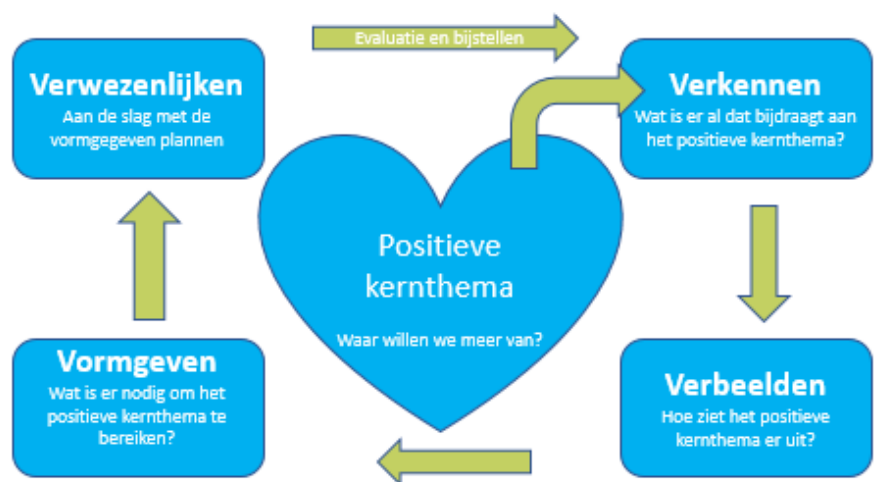 Evaluatie en bijstellen
Verwezenlijken
Aan de slag met de
vormgegeven plannen
Verkennen
Wat is er al dat bijdraagt aan
het positieve kernthema?
Positieve
kernthema
Waar willen we meer van?
Vormgeven
Wat is er nodig om het
positieve kernthema te
bereiken?
Verbeelden
Hoe ziet het positieve
kernthema er uit?